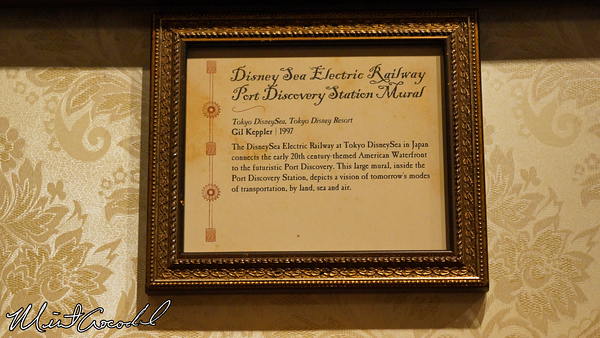 Disney Sea Electric Railway
Port Discovery Station Mural
Tokyo DisneySea, Tokyo Disney Resort
Gil Keppler | 1997
The DisneySea Electric Railway at Tokyo DisneySea in Japan
connects the early 20th century-themed American Waterfront
to the futuristic Port Discovery. This large mural, inside the
Port Discovery Station, depicts a vision of tomorrow's modes
of transportation, by land, sea and air.
MintCrocodile